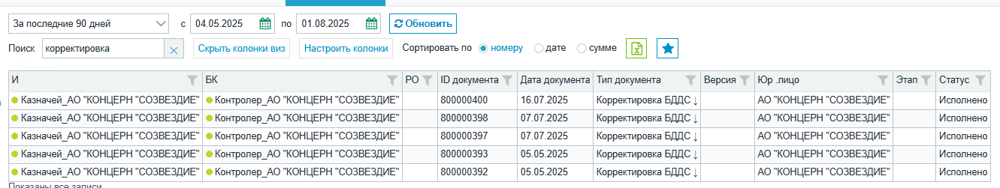 За последние 90 дней с 04.05.2025 по 01.08.2025 Обновить
Поиск корректировка Скрыть колонки виз Настроить колонки Сортировать по номеру дате сумме
И БК РО ID документа Дата документа Тип документа Версия Юр .лицо Этап Статус
Казначей_АО "КОНЦЕРН "СОЗВЕЗДИЕ" Контролер_АО "КОНЦЕРН "СОЗВЕЗДИЕ" 800000400 16.07.2025 Корректировка БДДС ↓ АО "КОНЦЕРН "СОЗВЕЗДИЕ" Исполнено
Казначей_АО "КОНЦЕРН "СОЗВЕЗДИЕ" Контролер_АО "КОНЦЕРН "СОЗВЕЗДИЕ" 800000398 07.07.2025 Корректировка БДДС ↓ АО "КОНЦЕРН "СОЗВЕЗДИЕ" Исполнено
Казначей_АО "КОНЦЕРН "СОЗВЕЗДИЕ" Контролер_АО "КОНЦЕРН "СОЗВЕЗДИЕ" 800000397 07.07.2025 Корректировка БДДС ↓ АО "КОНЦЕРН "СОЗВЕЗДИЕ" Исполнено
Казначей_АО "КОНЦЕРН "СОЗВЕЗДИЕ" Контролер_АО "КОНЦЕРН "СОЗВЕЗДИЕ" 800000393 05.05.2025 Корректировка БДДС ↓ АО "КОНЦЕРН "СОЗВЕЗДИЕ" Исполнено
Казначей_АО "КОНЦЕРН "СОЗВЕЗДИЕ" Контролер_АО "КОНЦЕРН "СОЗВЕЗДИЕ" 800000392 05.05.2025 Корректировка БДДС ↓ АО "КОНЦЕРН "СОЗВЕЗДИЕ" Исполнено
Показаны все записи